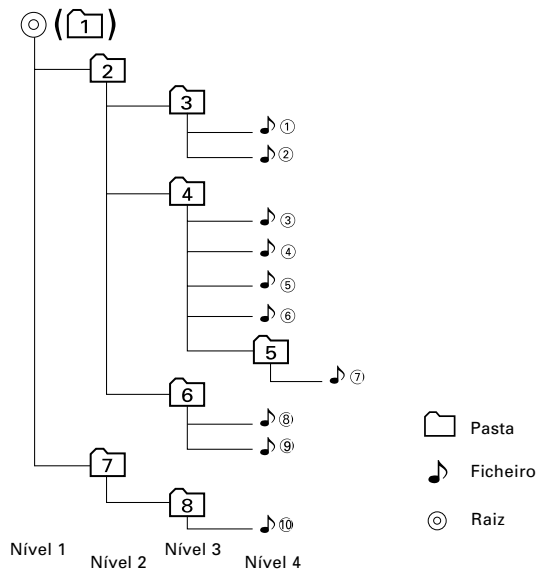 (1)
2
3
①
②
4
③
④
⑤
⑥
5
⑦
6
⑧
⑨
7
8
⑩
Pasta
Ficheiro
Raiz
Nível 1
Nível 2
Nível 3
Nível 4